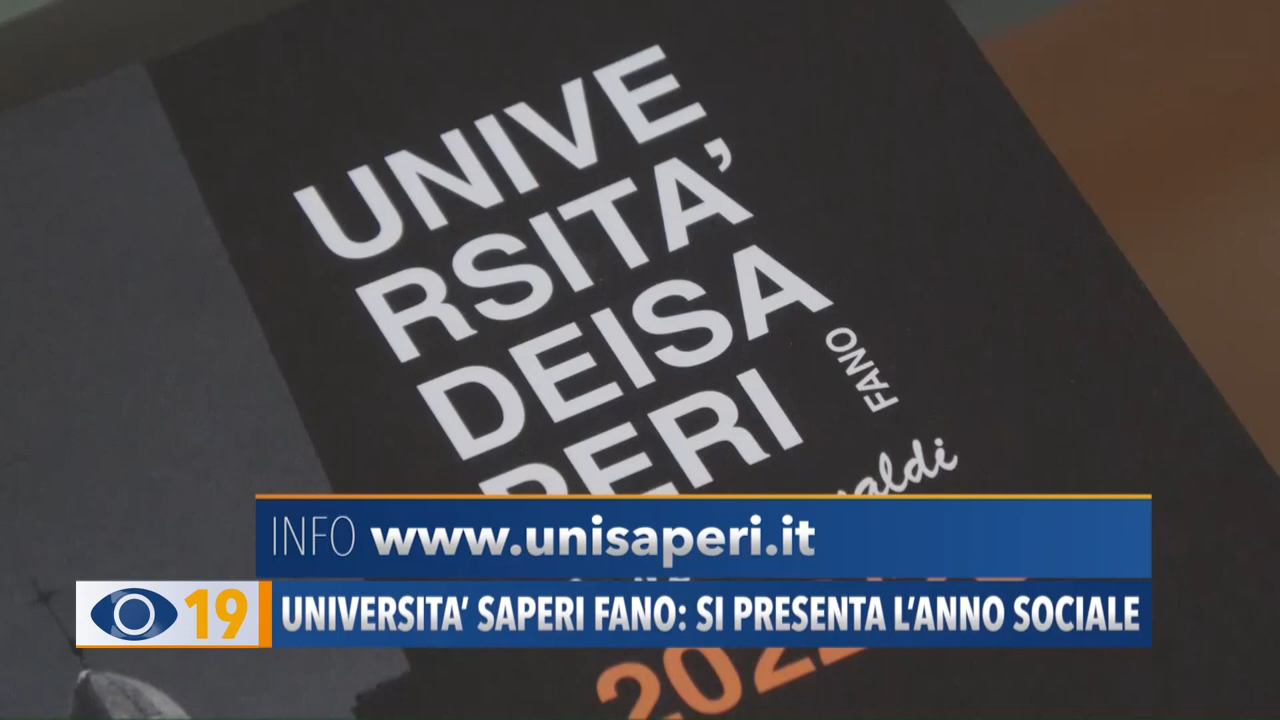 UNIVE
RSITA'
DEISA
PERI
FANO
INFO www.unisaperi.it
19
UNIVERSITA' SAPERI FANO: SI PRESENTA L'ANNO SOCIALE